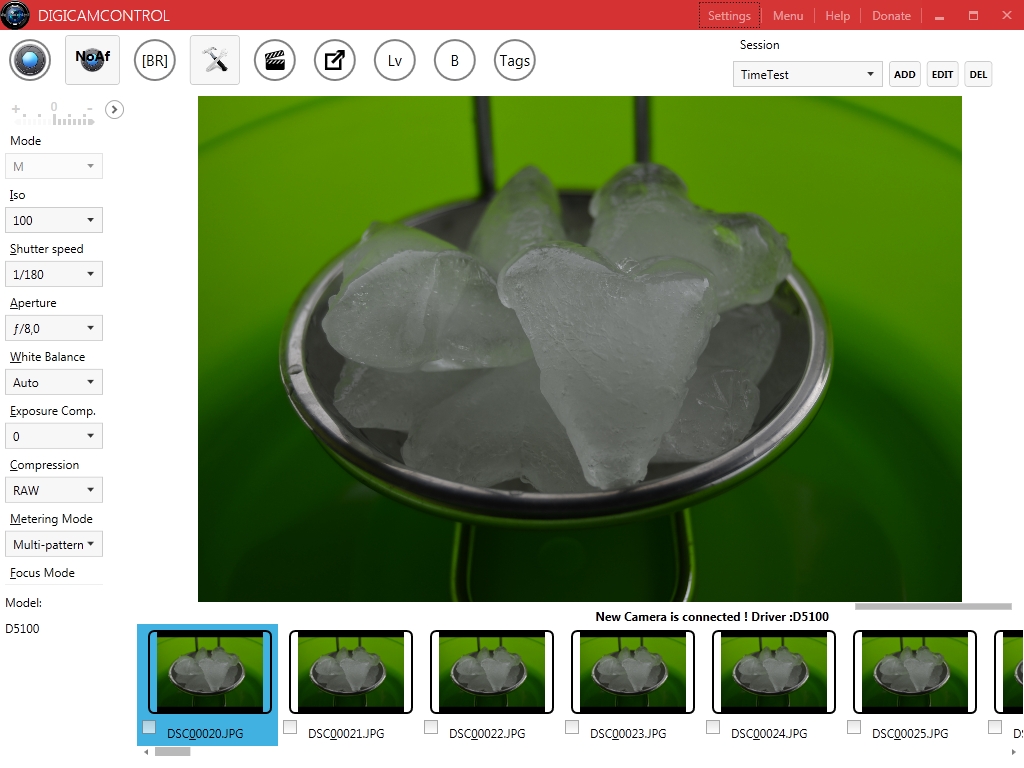 DIGICAMCONTROL
Settings
Menu
Help
Donate
NoAf
[BR]
Lv
B
Tags
Session
TimeTest
ADD
EDIT
DEL
+ 0 -
Mode
M
Iso
100
Shutter speed
1/180
Aperture
ƒ/8,0
White Balance
Auto
Exposure Comp.
0
Compression
RAW
Metering Mode
Multi-pattern
Focus Mode
Model:
D5100
New Camera is connected ! Driver :D5100
DSC00020.JPG
DSC00021.JPG
DSC00022.JPG
DSC00023.JPG
DSC00024.JPG
DSC00025.JPG